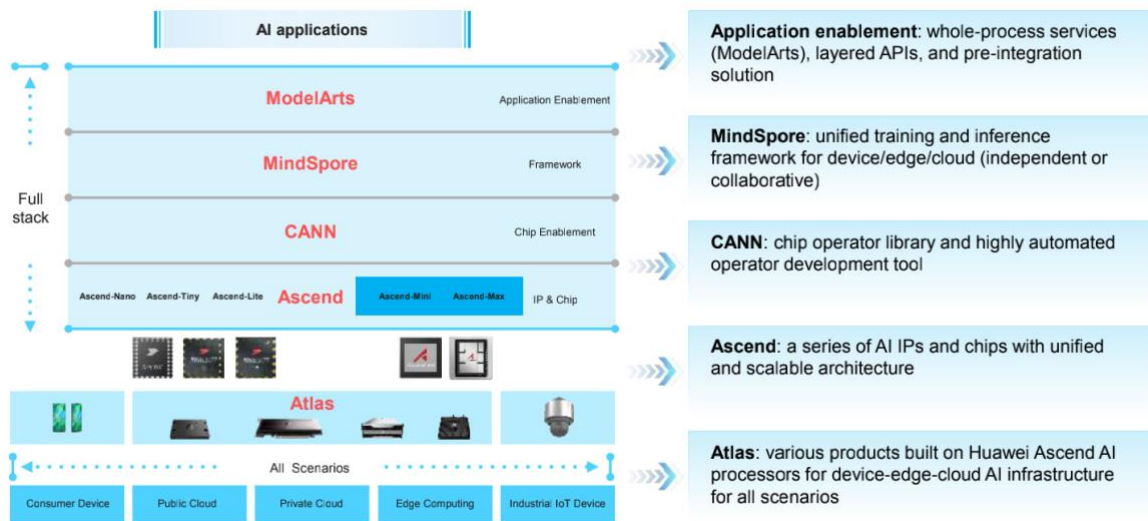 AI applications
Full
stack
ModelArts
Application Enablement
MindSpore
Framework
CANN
Chip Enablement
Ascend-Nano
Ascend-Tiny
Ascend-Lite
Ascend
Ascend-Mini
Ascend-Max
IP & Chip
Atlas
All Scenarios
Consumer Device
Public Cloud
Private Cloud
Edge Computing
Industrial IoT Device
Application enablement: whole-process services
(ModelArts), layered APIs, and pre-integration
solution
MindSpore: unified training and inference
framework for device/edge/cloud (independent or
collaborative)
CANN: chip operator library and highly automated
operator development tool
Ascend: a series of AI IPs and chips with unified
and scalable architecture
Atlas: various products built on Huawei Ascend AI
processors for device-edge-cloud AI infrastructure
for all scenarios